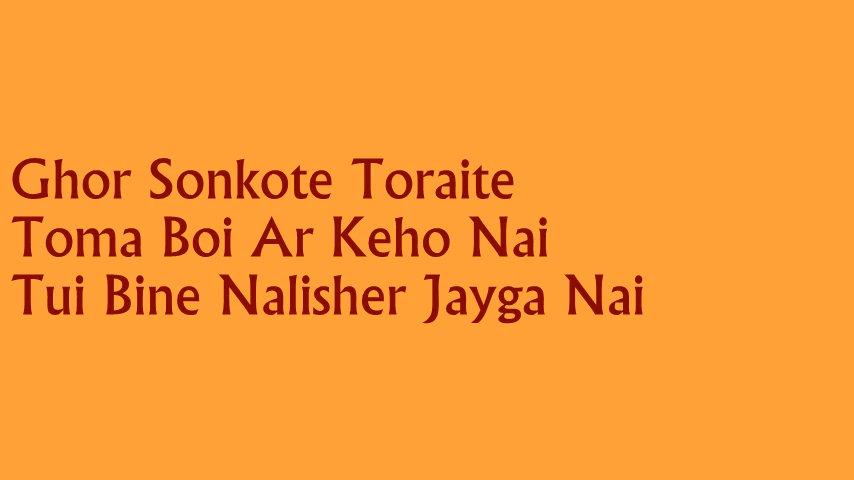 Ghor Sonkote Toraite
Toma Boi Ar Keho Nai
Tui Bine Nalisher Jayga Nai